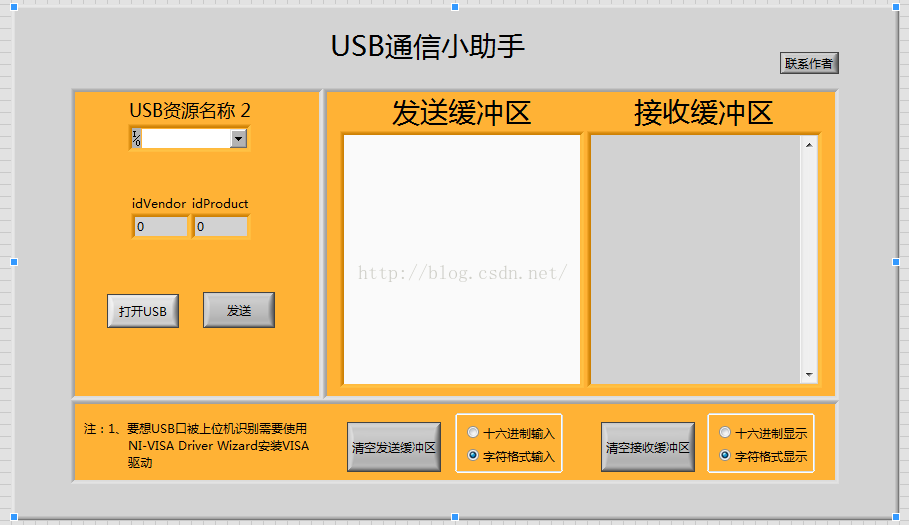 USB通信小助手
联系作者
USB资源名称 2
I/O
idVendor idProduct
0 0
打开USB 发送
发送缓冲区 接收缓冲区
http://blog.csdn.net/
注：1、要想USB口被上位机识别需要使用
NI-VISA Driver Wizard安装VISA
驱动
清空发送缓冲区
十六进制输入
字符格式输入
清空接收缓冲区
十六进制显示
字符格式显示